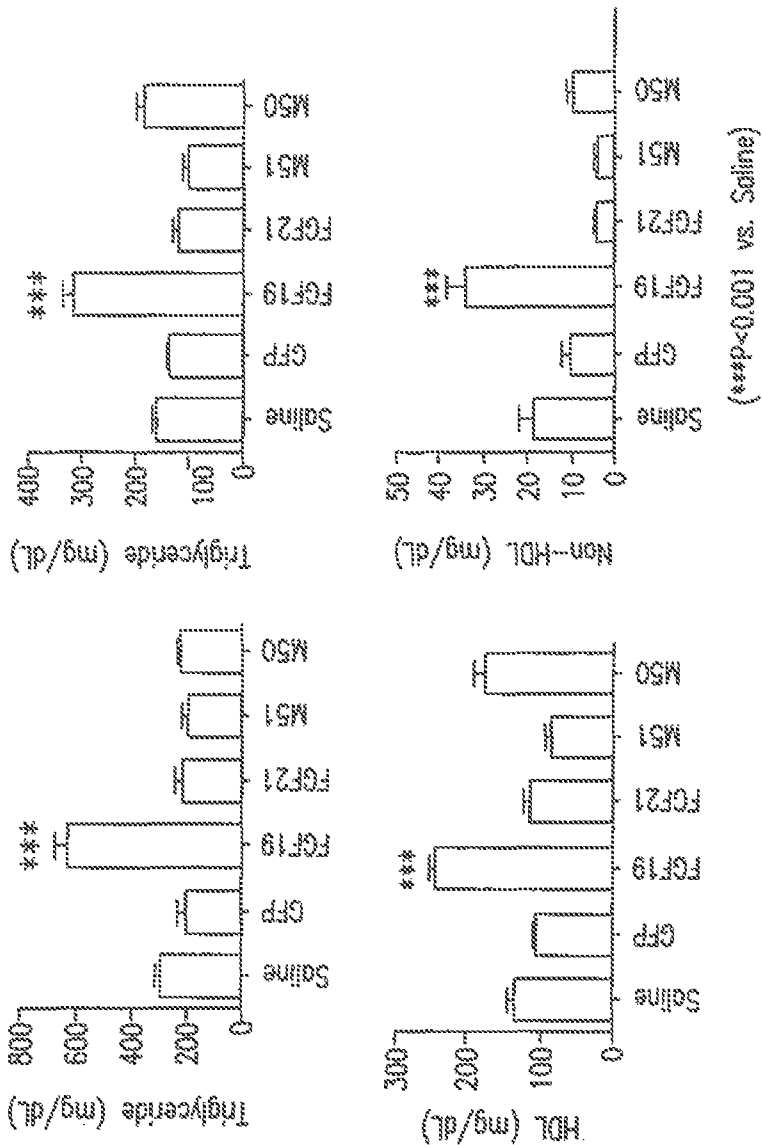 Triglyceride (mg/dL)
800
600
400
200
0
***
Saline
GFP
FGF19
FGF21
M51
M50
Triglyceride (mg/dL)
400
300
200
100
0
***
Saline
GFP
FGF19
FGF21
M51
M50
HDL (mg/dL)
300
100
0
***
Saline
GFP
FGF19
FGF21
M51
M50
Non-HDL (mg/dL)
50
40
30
20
10
0
***
Saline
GFP
FGF19
FGF21
M51
M50
(***p<0.001 vs. Saline)